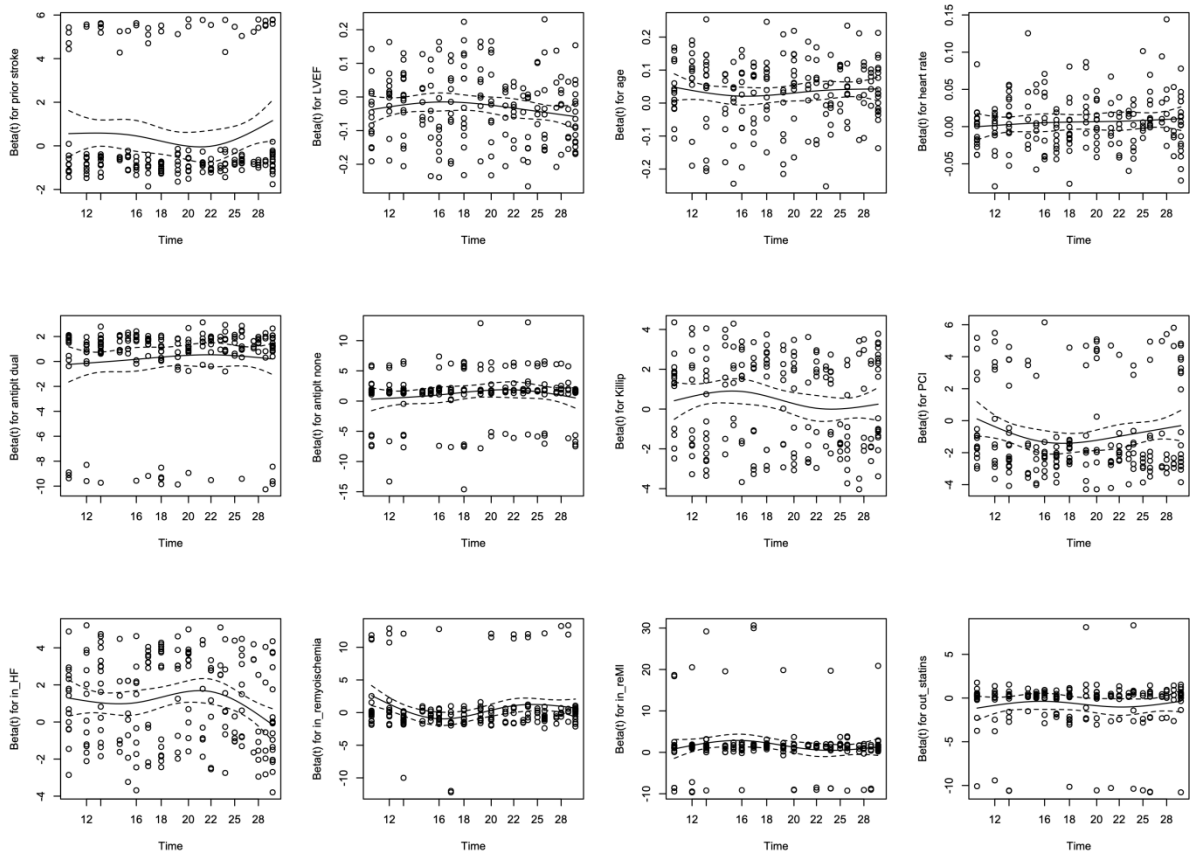 Beta(t) for prior stroke
-2 0 2 4 6
12 16 18 20 22 25 28
Time
Beta(t) for LVEF
-0.2 -0.1 0.0 0.1 0.2
12 16 18 20 22 25 28
Time
Beta(t) for age
-0.2 -0.1 0.0 0.1 0.2
12 16 18 20 22 25 28
Time
Beta(t) for heart rate
-0.05 0.00 0.05 0.10 0.15
12 16 18 20 22 25 28
Time
Beta(t) for antiplt dual
-10 -8 -6 -4 -2 0 2
12 16 18 20 22 25 28
Time
Beta(t) for antiplt none
-15 -10 -5 0 5 10
12 16 18 20 22 25 28
Time
Beta(t) for Killip
-4 -2 0 2 4
12 16 18 20 22 25 28
Time
Beta(t) for PCI
-4 -2 0 2 4 6
12 16 18 20 22 25 28
Time
Beta(t) for in_HF
-4 -2 0 2 4
12 16 18 20 22 25 28
Time
Beta(t) for in_remyoischemia
-10 -5 0 5 10
12 16 18 20 22 25 28
Time
Beta(t) for in_reMI
-10 0 10 20 30
12 16 18 20 22 25 28
Time
Beta(t) for out_statins
-10 -5 0 5
12 16 18 20 22 25 28
Time